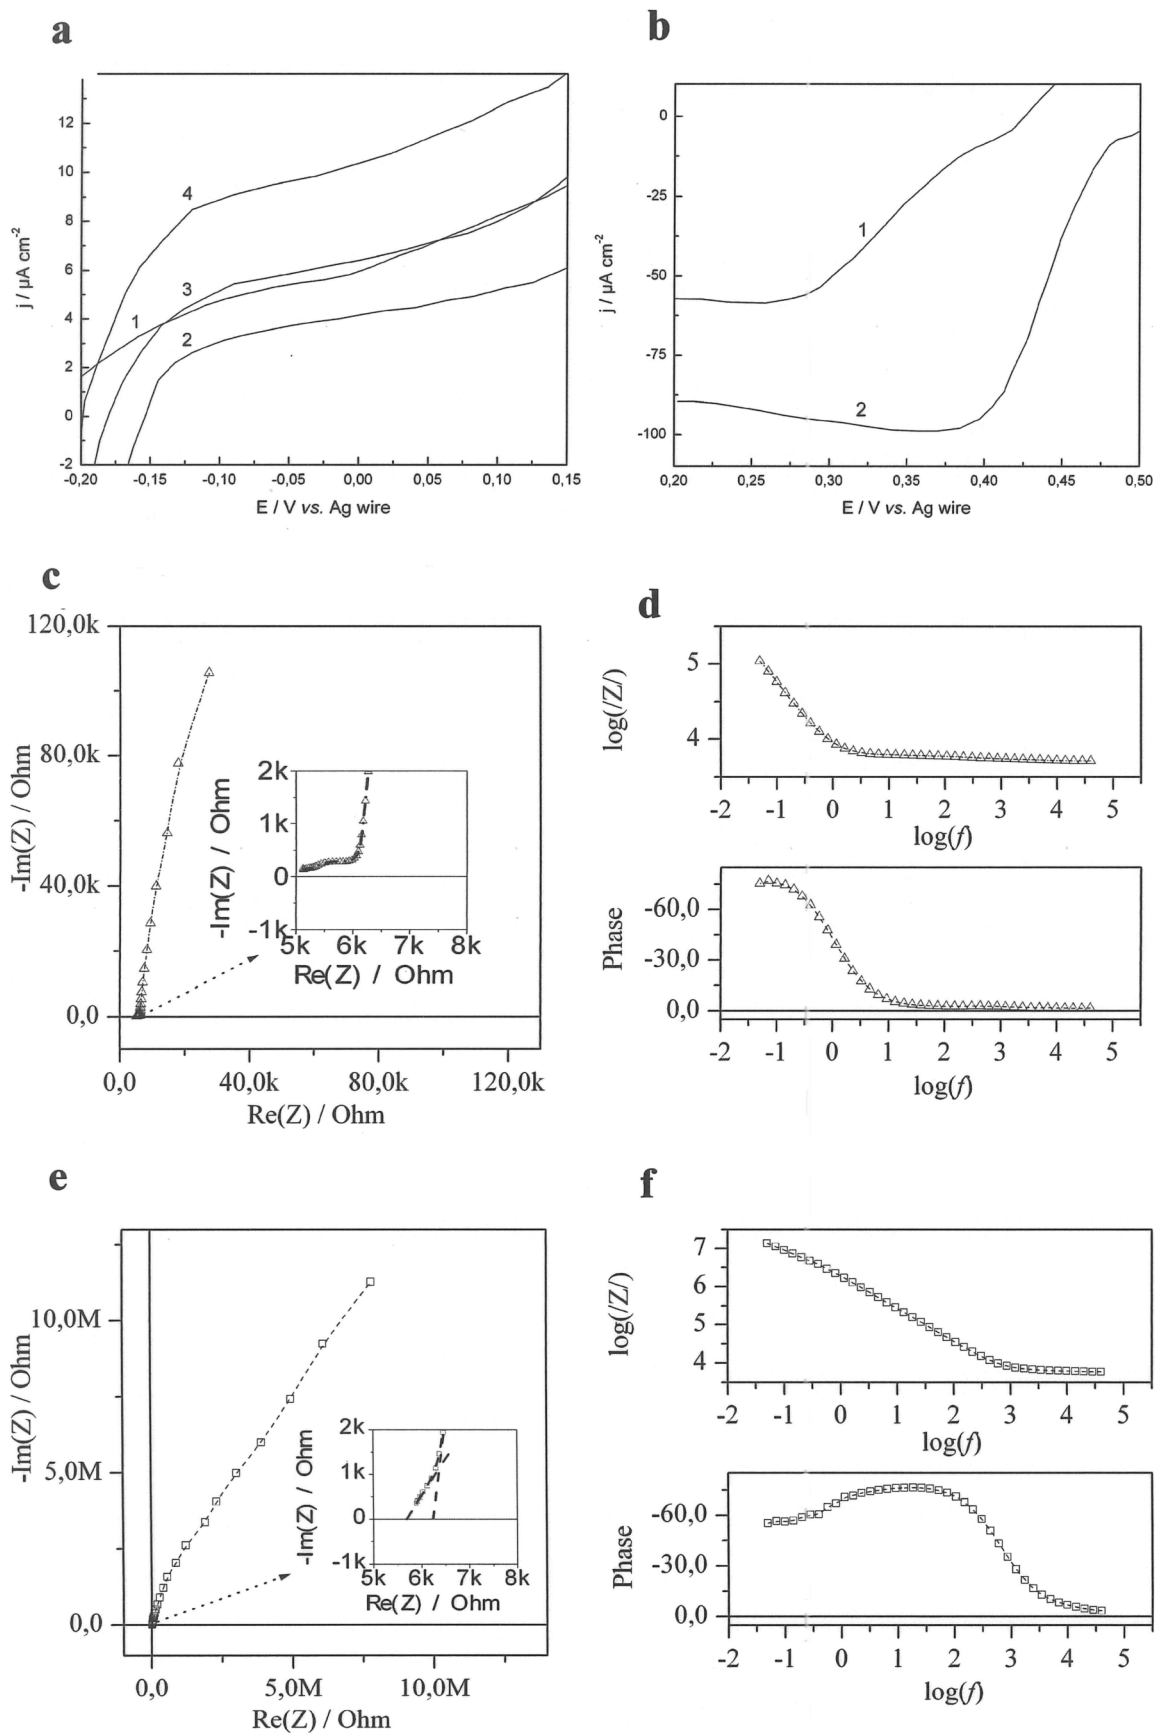 a
12
10
8
6
4
2
0
-2
-0,20 -0,15 -0,10 -0,05 0,00 0,05 0,10 0,15
j / µA cm-2
E / V vs. Ag wire
4
3
1
2
b
0
-25
-50
-75
-100
0,20 0,25 0,30 0,35 0,40 0,45 0,50
j / µA cm-2
E / V vs. Ag wire
1
2
c
120,0k
80,0k
40,0k
0,0
0,0 40,0k 80,0k 120,0k
-Im(Z) / Ohm
Re(Z) / Ohm
2k
1k
0
-1k
5k 6k 7k 8k
-Im(Z) / Ohm
Re(Z) / Ohm
d
5
4
log(/Z/)
-2 -1 0 1 2 3 4 5
log(f)
-60,0
-30,0
0,0
Phase
-2 -1 0 1 2 3 4 5
log(f)
e
10,0M
5,0M
0,0
0,0 5,0M 10,0M
-Im(Z) / Ohm
Re(Z) / Ohm
2k
1k
0
-1k
5k 6k 7k 8k
-Im(Z) / Ohm
Re(Z) / Ohm
f
7
6
5
4
log(/Z/)
-2 -1 0 1 2 3 4 5
log(f)
-60,0
-30,0
0,0
Phase
-2 -1 0 1 2 3 4 5
log(f)